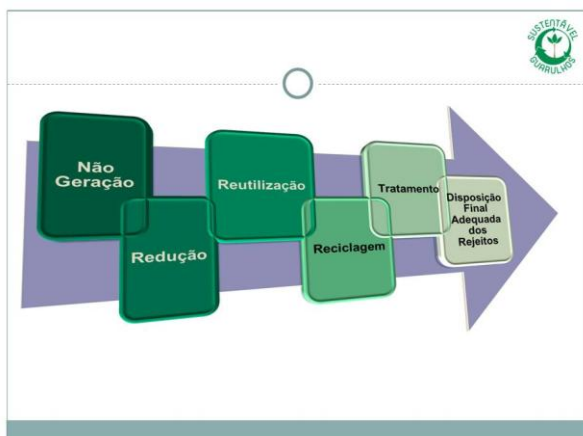 SUSTENTÁVEL
GUARULHOS
Não
Geração
Redução
Reutilização
Reciclagem
Tratamento
Disposição
Final
Adequada
dos
Rejeitos